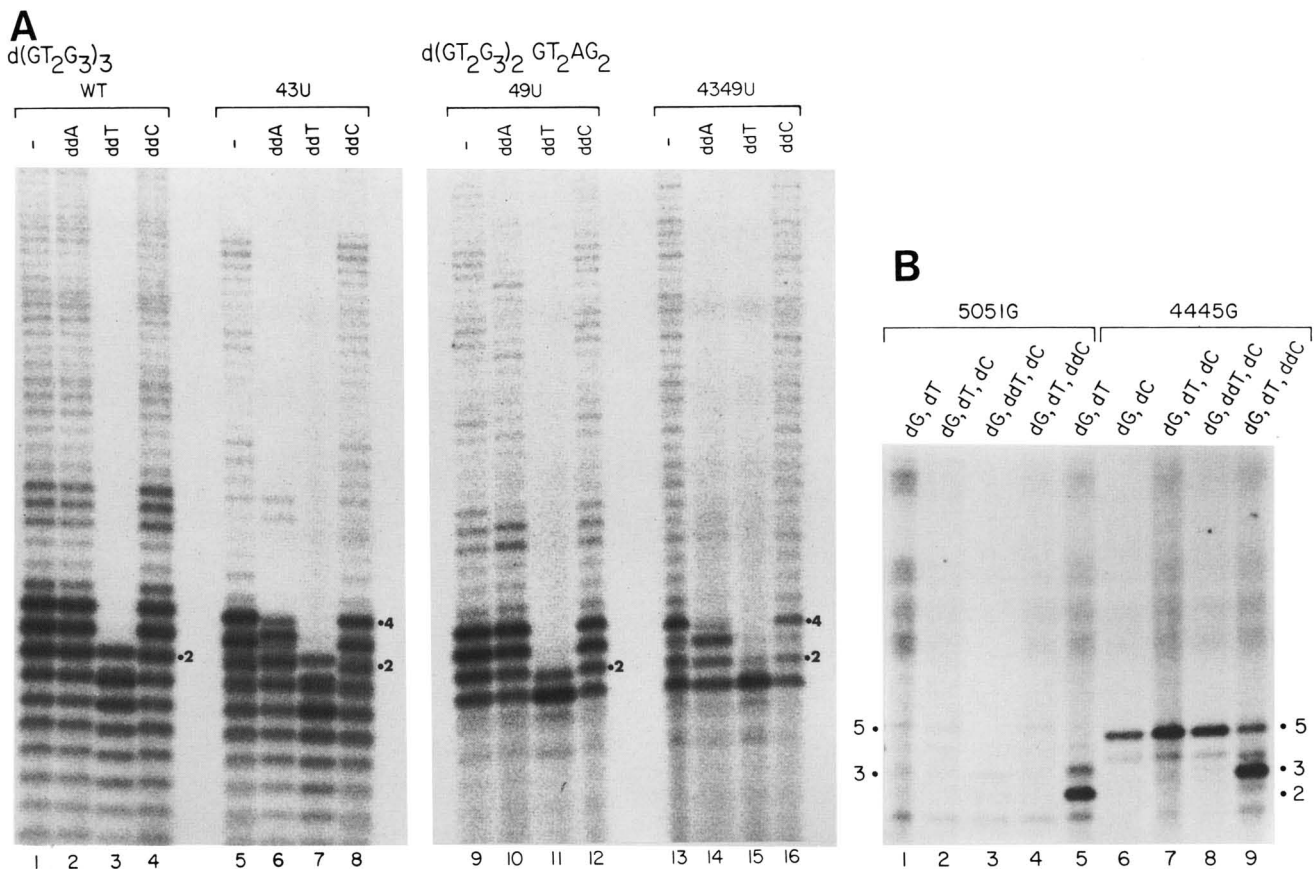 A
d(GT2G3)3
d(GT2G3)2 GT2AG2
WT
43U
49U
4349U
- ddA ddT ddC
- ddA ddT ddC
- ddA ddT ddC
- ddA ddT ddC
•2
•4
•2
•2
•4
•2
1 2 3 4 5 6 7 8 9 10 11 12 13 14 15 16
B
5051G
4445G
dG, dT
dG, dT, dC
dG, ddT, dC
dG, dT, ddC
dG, dT
dG, dC
dG, dT, dC
dG, ddT, dC
dG, dT, ddC
5 •
3 •
• 5
• 3
• 2
1 2 3 4 5 6 7 8 9